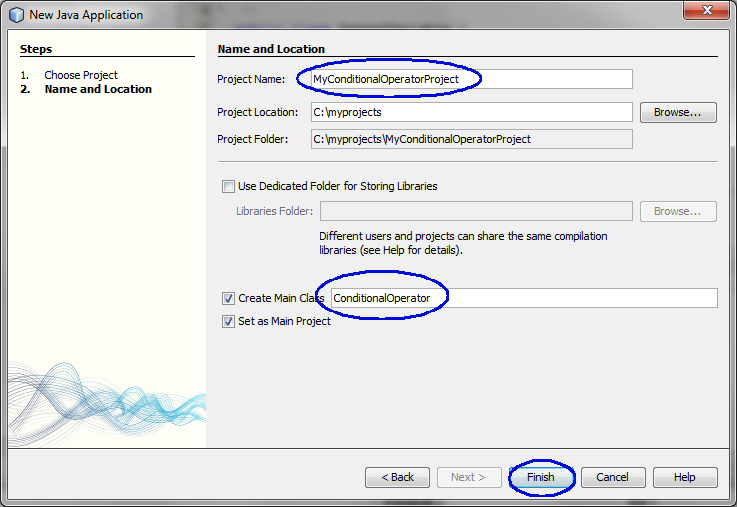 New Java Application
Steps
1. Choose Project
2. Name and Location
Name and Location
Project Name: MyConditionalOperatorProject
Project Location: C:\myprojects Browse...
Project Folder: C:\myprojects\MyConditionalOperatorProject
Use Dedicated Folder for Storing Libraries
Libraries Folder: Browse...
Different users and projects can share the same compilation
libraries (see Help for details).
Create Main Class ConditionalOperator
Set as Main Project
< Back Next > Finish Cancel Help